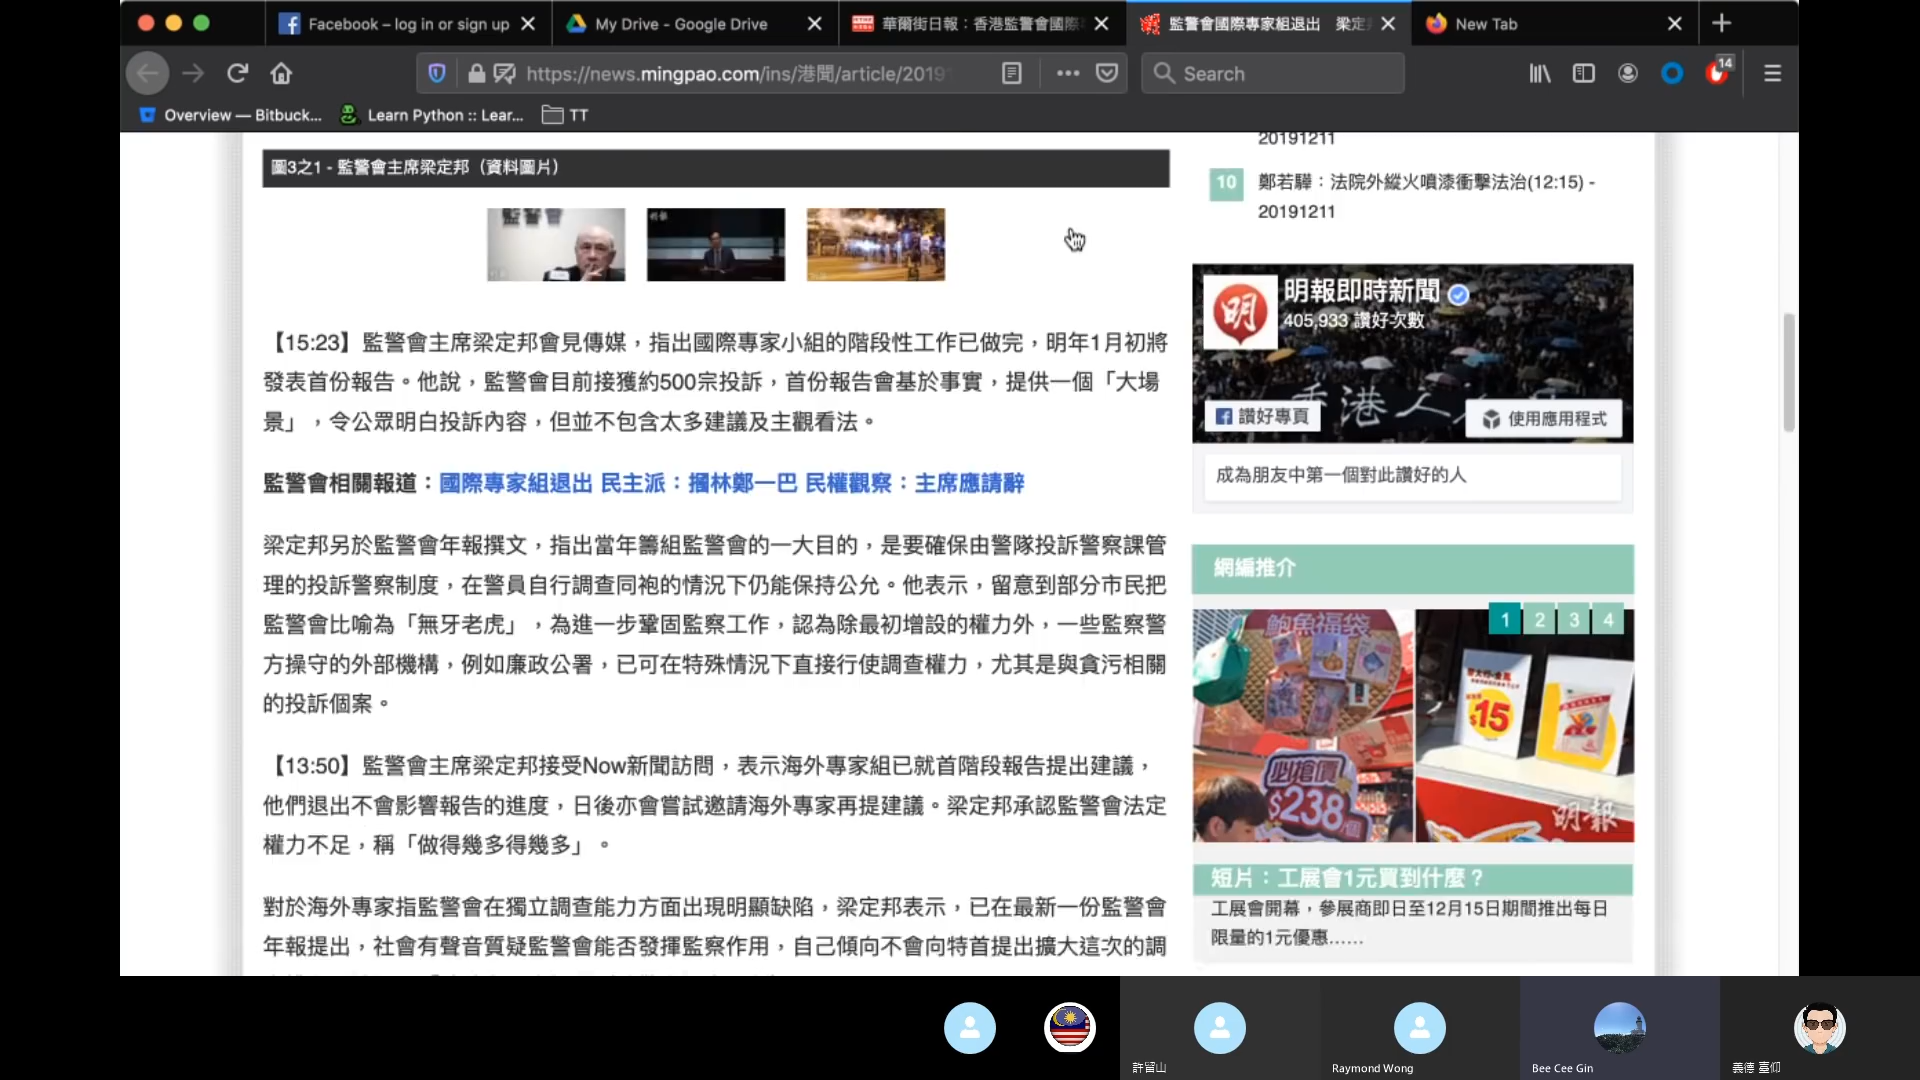 Facebook – log in or sign up
My Drive - Google Drive
華爾街日報：香港監警會國際
監警會國際專家組退出 梁定
New Tab
https://news.mingpao.com/ins/港聞/article/2019
Search
14
Overview — Bitbuck...
Learn Python :: Lear...
TT
圖3之1 - 監警會主席梁定邦（資料圖片）
監警會
【15:23】監警會主席梁定邦會見傳媒，指出國際專家小組的階段性工作已做完，明年1月初將
發表首份報告。他說，監警會目前接獲約500宗投訴，首份報告會基於事實，提供一個「大場
景」，令公眾明白投訴內容，但並不包含太多建議及主觀看法。
監警會相關報道：國際專家組退出 民主派：摑林鄭一巴 民權觀察：主席應請辭
梁定邦另於監警會年報撰文，指出當年籌組監警會的一大目的，是要確保由警隊投訴警察課管
理的投訴警察制度，在警員自行調查同袍的情況下仍能保持公允。他表示，留意到部分市民把
監警會比喻為「無牙老虎」，為進一步鞏固監察工作，認為除最初增設的權力外，一些監察警
方操守的外部機構，例如廉政公署，已可在特殊情況下直接行使調查權力，尤其是與貪污相關
的投訴個案。
【13:50】監警會主席梁定邦接受Now新聞訪問，表示海外專家組已就首階段報告提出建議，
他們退出不會影響報告的進度，日後亦會嘗試邀請海外專家再提建議。梁定邦承認監警會法定
權力不足，稱「做得幾多得幾多」。
對於海外專家指監警會在獨立調查能力方面出現明顯缺陷，梁定邦表示，已在最新一份監警會
年報提出，社會有聲音質疑監警會能否發揮監察作用，自己傾向不會向特首提出擴大這次的調
20191211
10
鄭若驊：法院外縱火噴漆衝擊法治(12:15) -
20191211
明
明報即時新聞
405,933 讚好次數
香港人
讚好專頁
使用應用程式
成為朋友中第一個對此讚好的人
網編推介
1 2 3 4
鮑魚福袋
必搶價
$238
$15
明報
短片：工展會1元買到什麼？
工展會開幕，參展商即日至12月15日期間推出每日
限量的1元優惠……
許留山
Raymond Wong
Bee Cee Gin
義德 臺仰